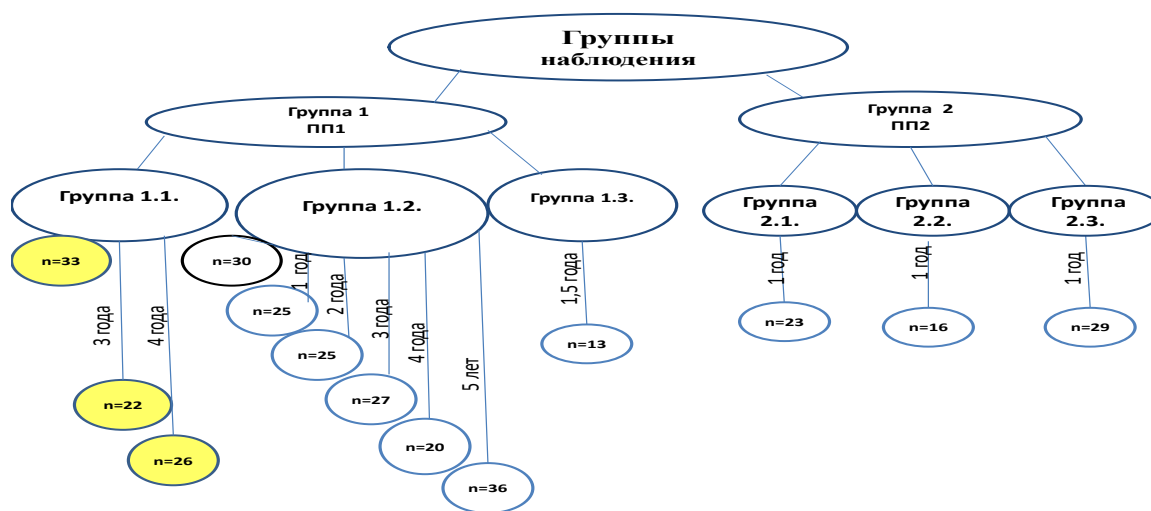 Группы
наблюдения
Группа 1
ПП1
Группа 2
ПП2
Группа 1.1.
Группа 1.2.
Группа 1.3.
Группа
2.1.
Группа
2.2.
Группа
2.3.
n=33
n=30
3 года
4 года
1 год
2 года
3 года
4 года
5 лет
1,5 года
1 год
1 год
1 год
n=25
n=25
n=27
n=20
n=36
n=13
n=23
n=16
n=29
n=22
n=26